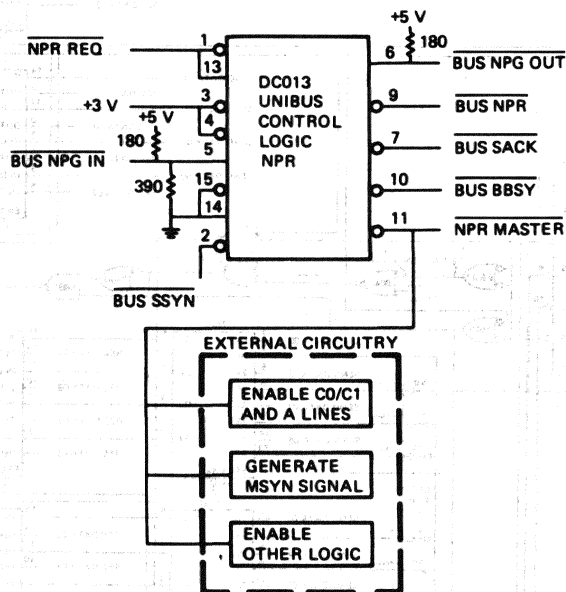 +5 V
180
NPR REQ
1
13
6
BUS NPG OUT
DC013
UNIBUS
CONTROL
LOGIC
NPR
+3 V
3
4
9
BUS NPR
+5 V
180
BUS NPG IN
5
7
BUS SACK
390
15
14
10
BUS BBSY
2
11
NPR MASTER
BUS SSYN
EXTERNAL CIRCUITRY
ENABLE C0/C1
AND A LINES
GENERATE
MSYN SIGNAL
ENABLE
OTHER LOGIC